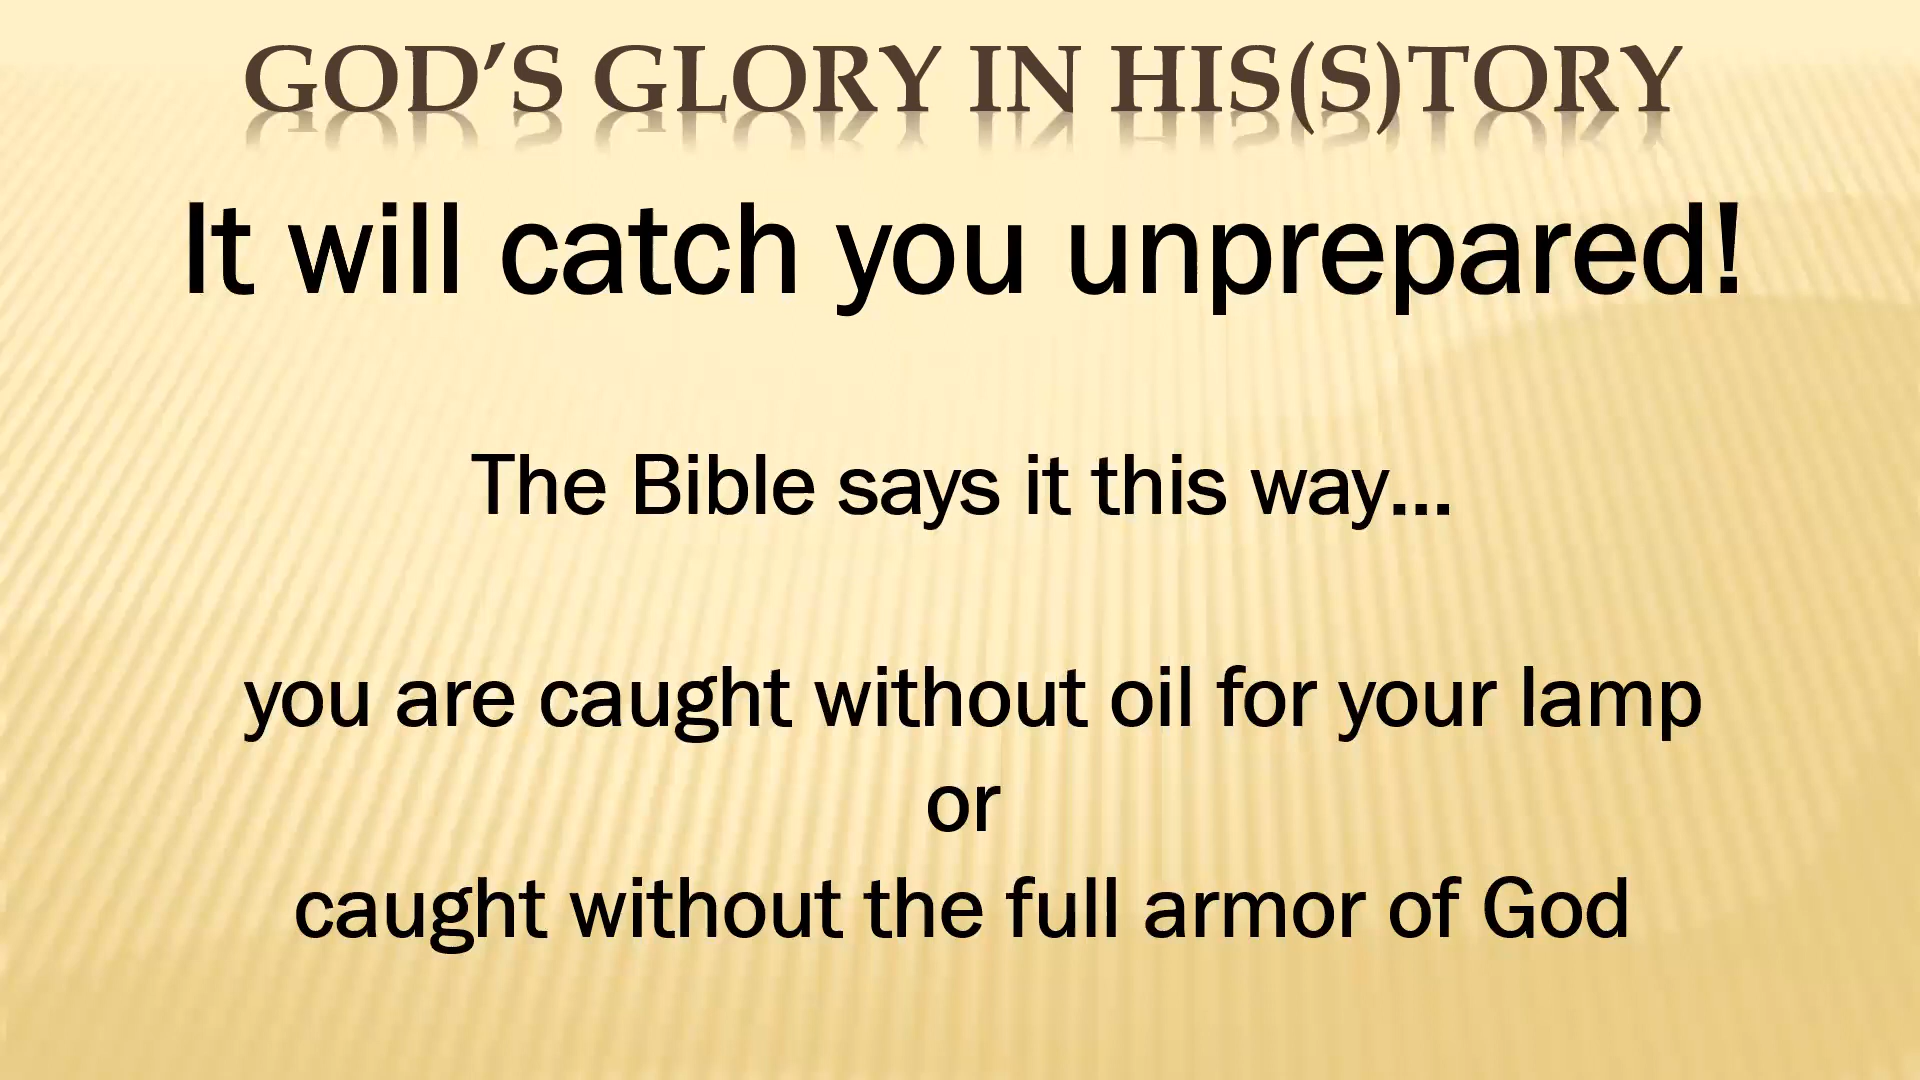 GOD’S GLORY IN HIS(S)TORY
It will catch you unprepared!
The Bible says it this way...
you are caught without oil for your lamp
or
caught without the full armor of God